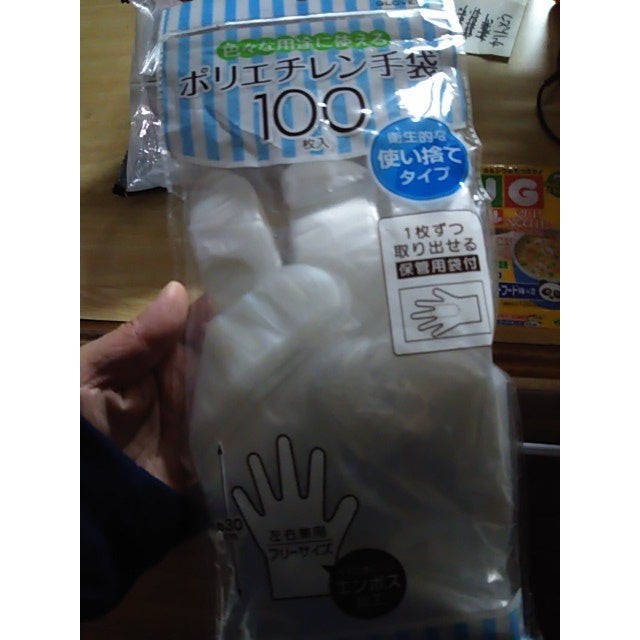 GLOVES
色々な用途に使える
ポリエチレン手袋
100
枚入
衛生的な
使い捨て
タイプ
1枚ずつ
取り出せる
保管用袋付
30
左右兼用
フリーサイズ
エンボス